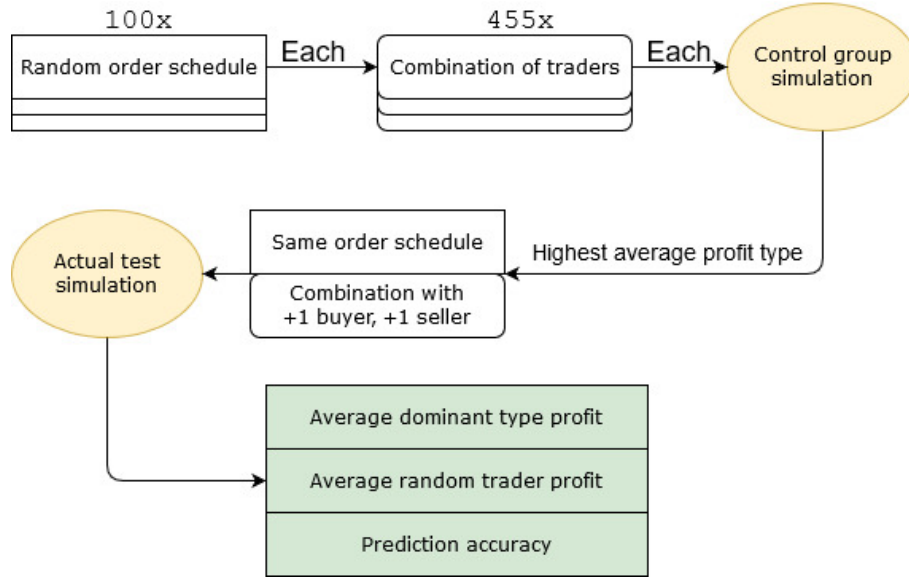 100x
455x
Random order schedule
Each
Combination of traders
Each
Control group
simulation
Highest average profit type
Same order schedule
Combination with
+1 buyer, +1 seller
Actual test
simulation
Average dominant type profit
Average random trader profit
Prediction accuracy